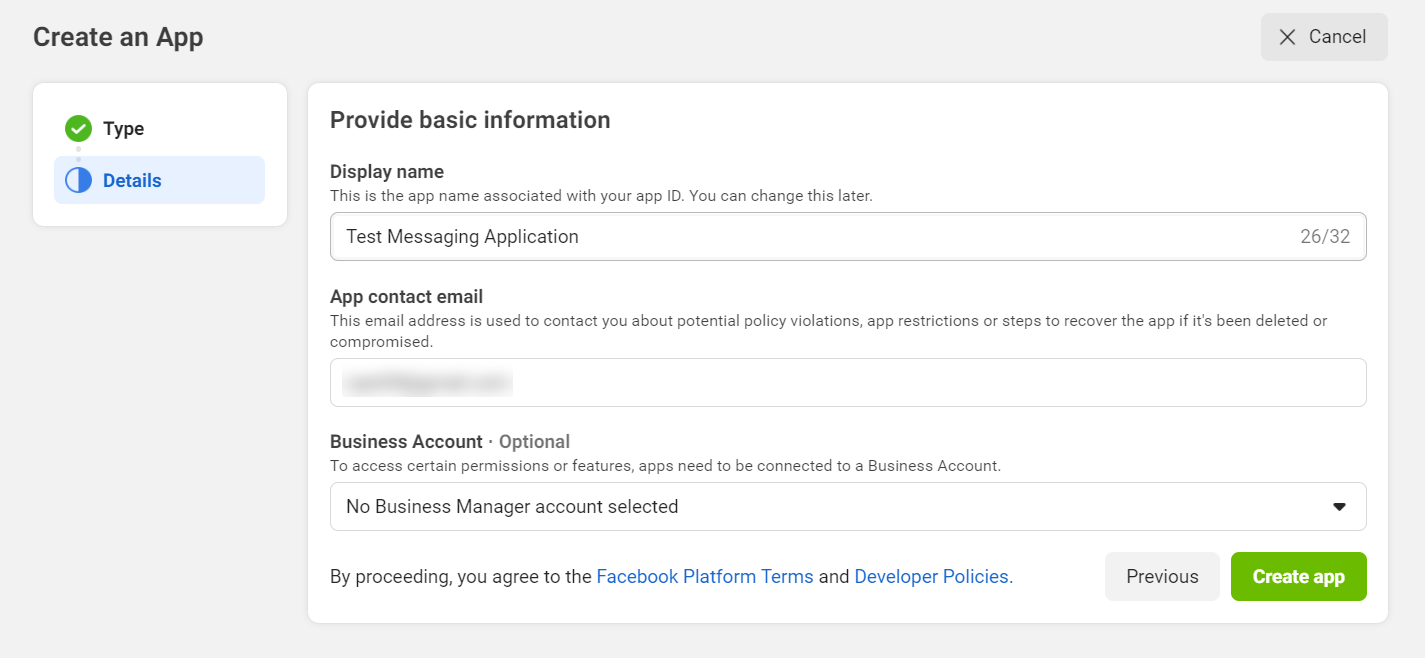 Create an App
Cancel
Type
Details
Provide basic information
Display name
This is the app name associated with your app ID. You can change this later.
Test Messaging Application
26/32
App contact email
This email address is used to contact you about potential policy violations, app restrictions or steps to recover the app if it's been deleted or
compromised.
Business Account · Optional
To access certain permissions or features, apps need to be connected to a Business Account.
No Business Manager account selected
By proceeding, you agree to the Facebook Platform Terms and Developer Policies.
Previous
Create app